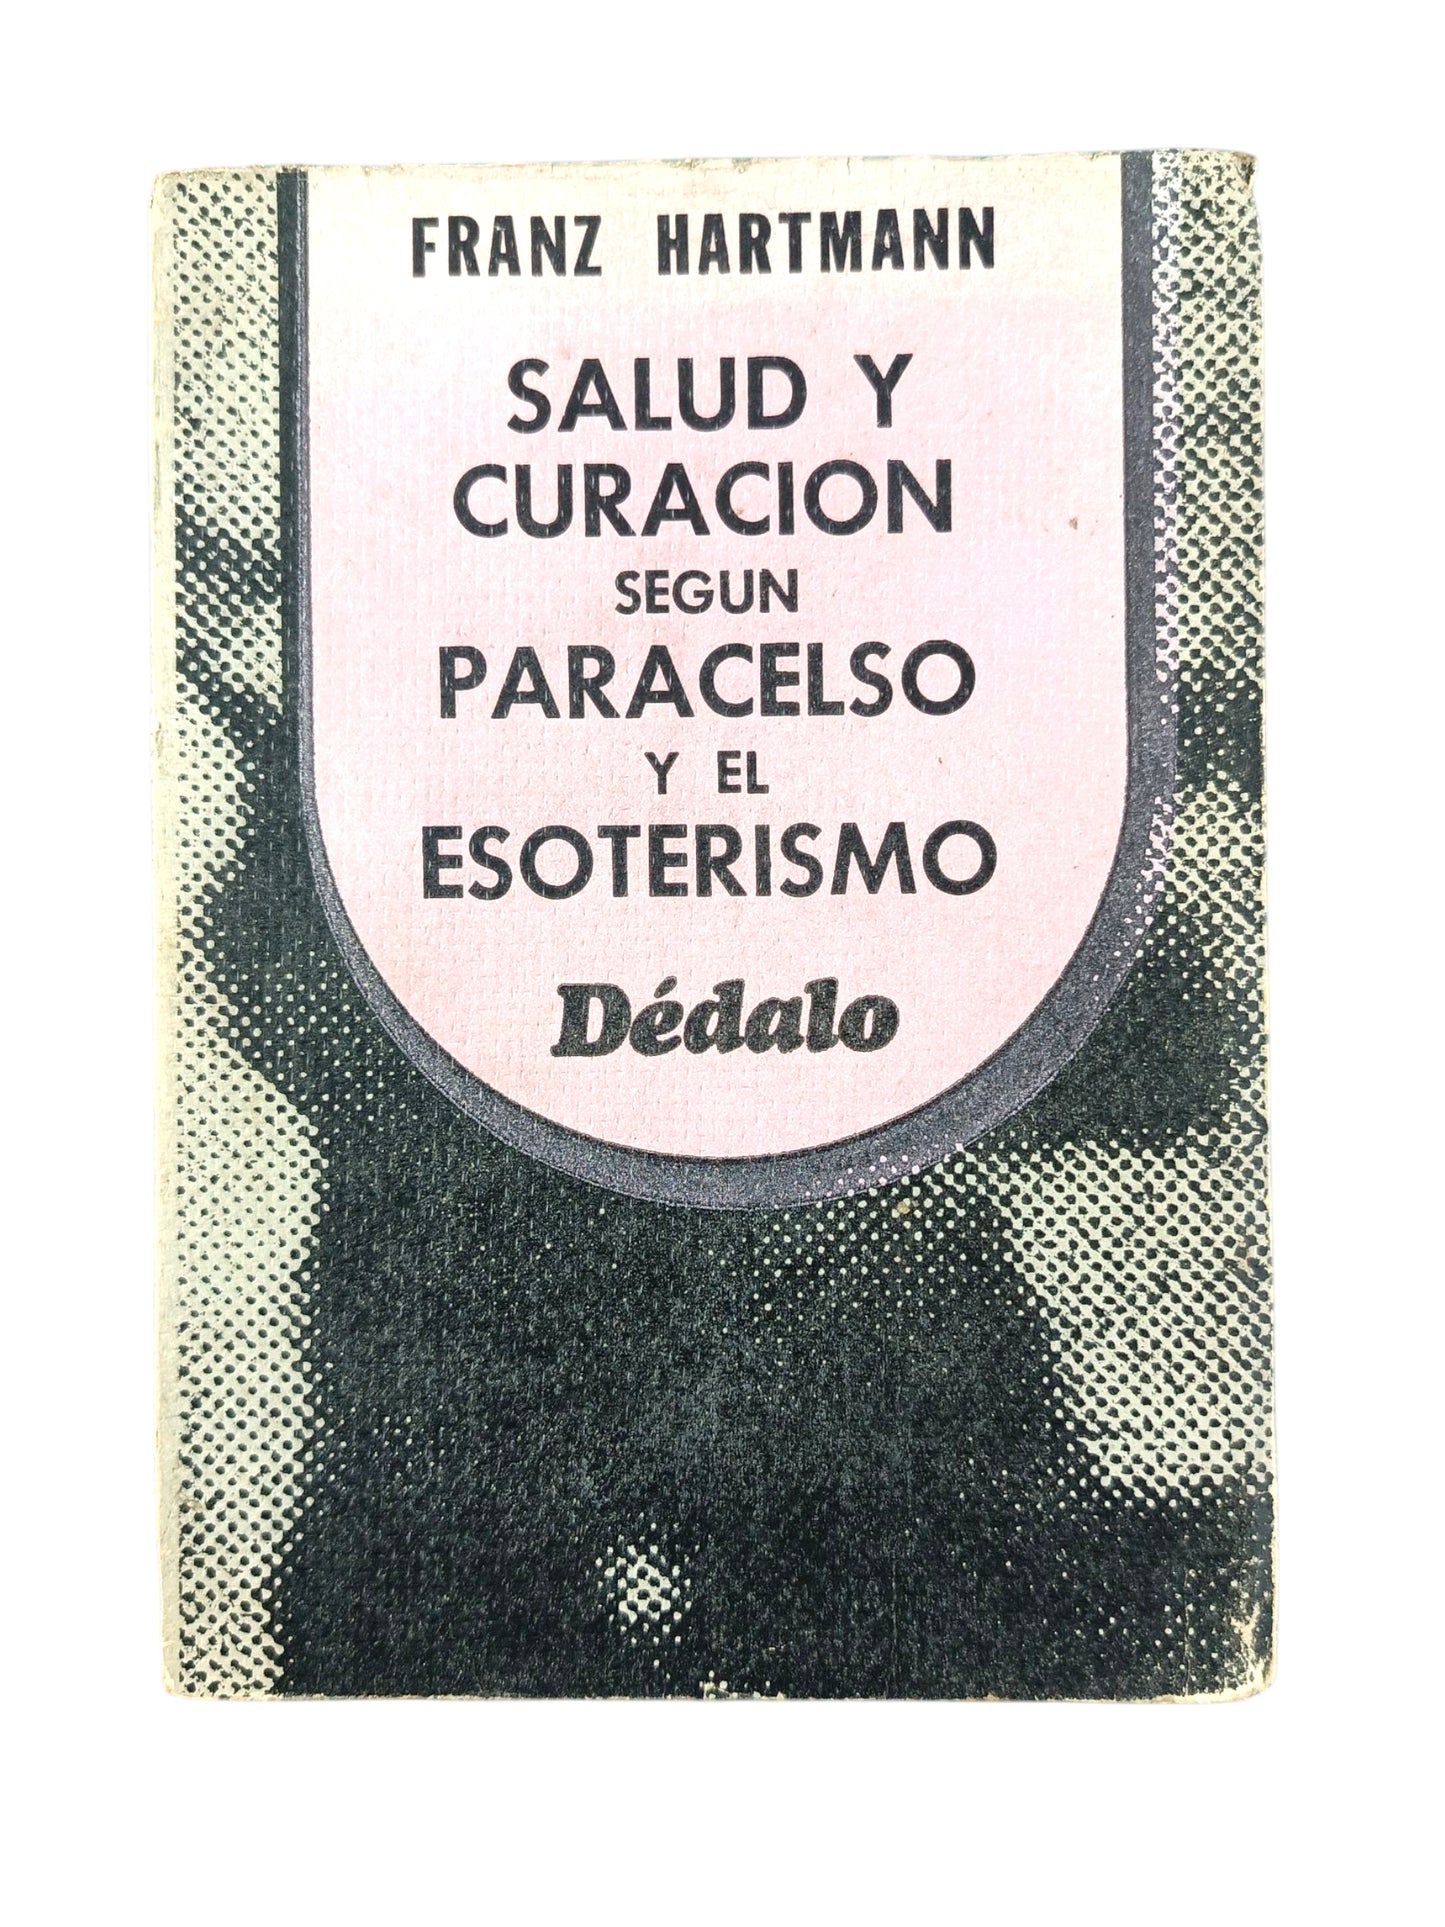 FRANZ HARTMANN
SALUD Y
CURACION
SEGUN
PARACELSO
Y EL
ESOTERISMO
Dédalo